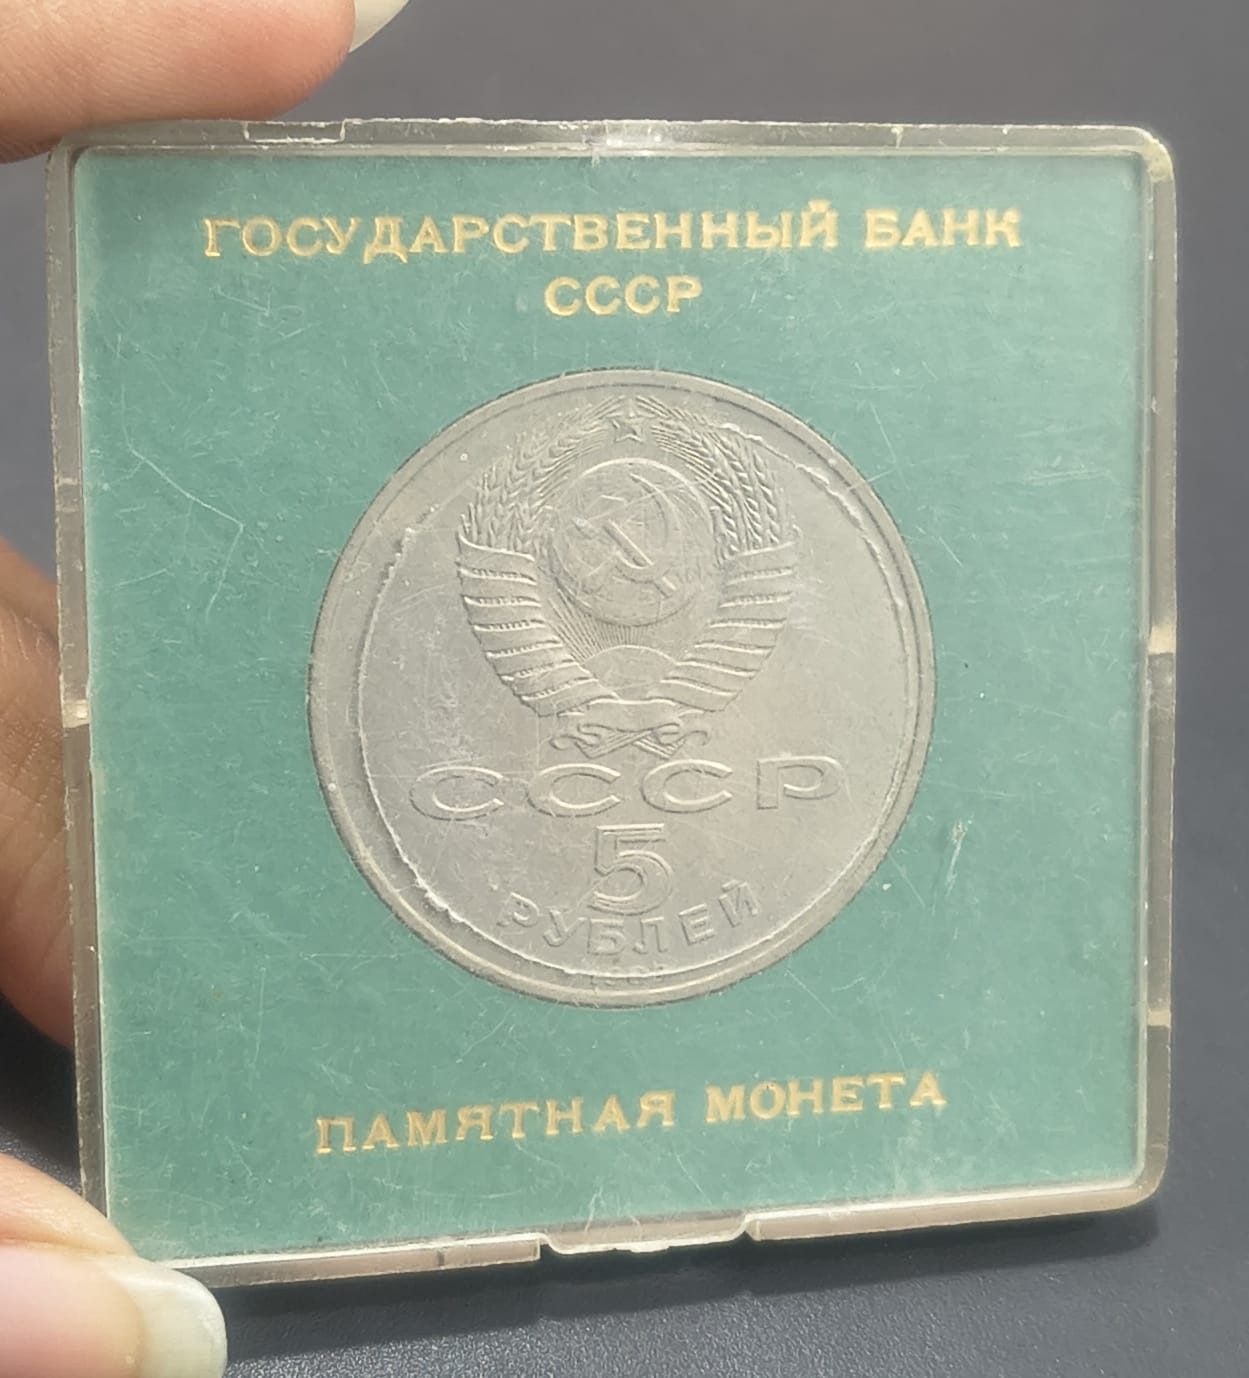 ГОСУДАРСТВЕННЫЙ БАНК
СССР
СССР
5
РУБЛЕЙ
ПАМЯТНАЯ МОНЕТА